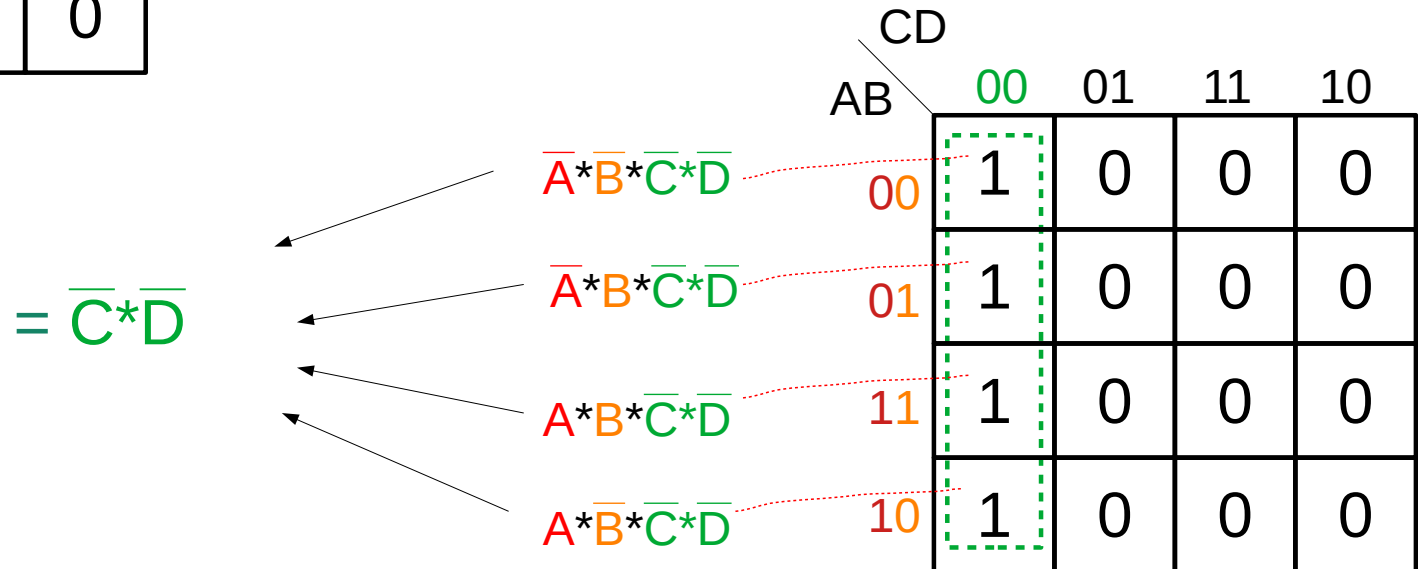 0
CD
AB 00 01 11 10
A̅*B̅*C̅*D̅ 00 1 0 0 0
A̅*B*C̅*D̅ 01 1 0 0 0
= C̅*D̅
A*B*C̅*D̅ 11 1 0 0 0
A*B̅*C̅*D̅ 10 1 0 0 0